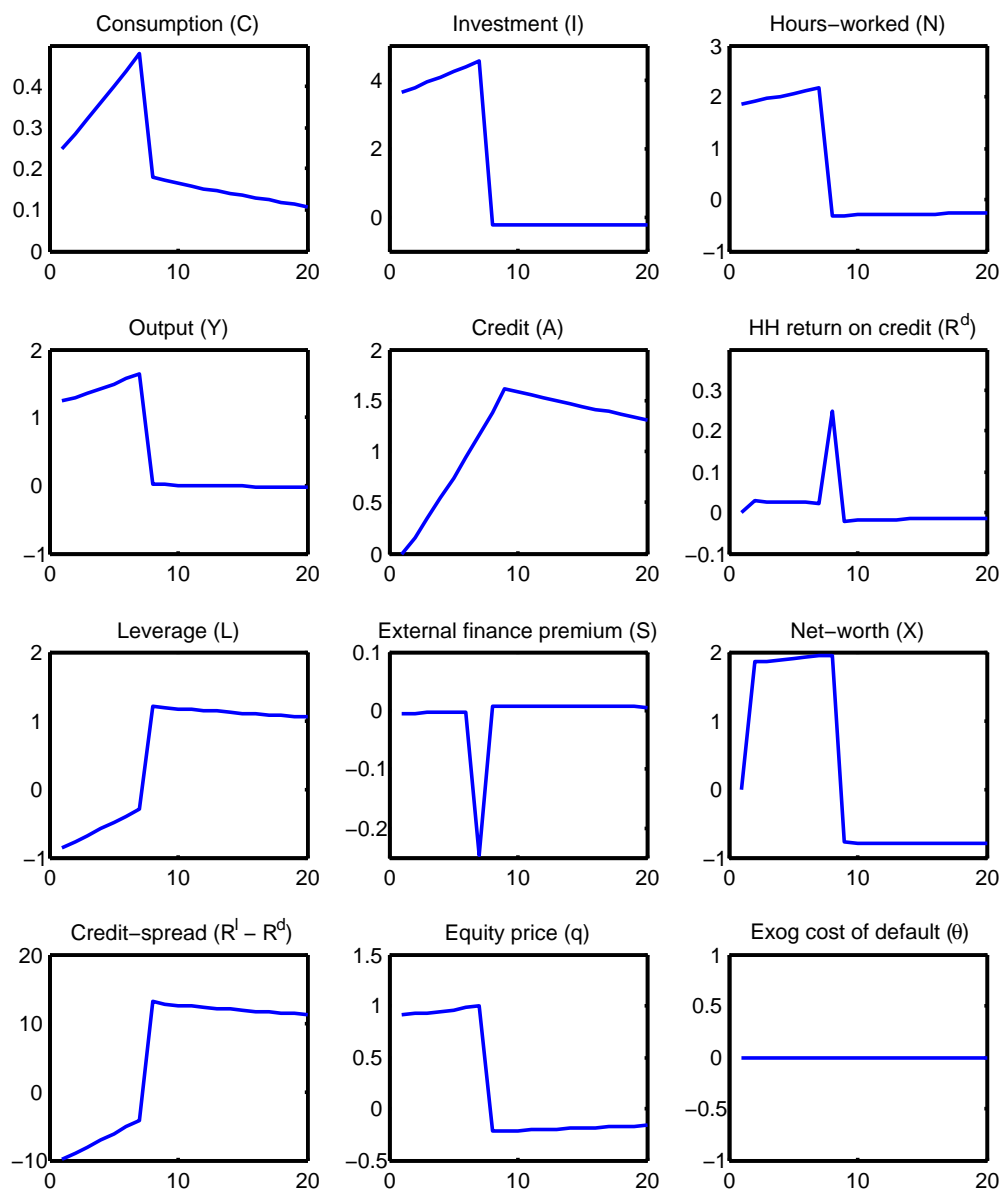 Consumption (C) Investment (I) Hours−worked (N)
0.4 0.3 0.2 0.1 0
0 10 20
4 2 0
0 10 20
3 2 1 0 −1
0 10 20
Output (Y) Credit (A) HH return on credit (R^d)
2 1 0 −1
0 10 20
2 1.5 1 0.5 0
0 10 20
0.3 0.2 0.1 0 −0.1
0 10 20
Leverage (L) External finance premium (S) Net−worth (X)
2 1 0 −1
0 10 20
0.1 0 −0.1 −0.2
0 10 20
2 1 0 −1
0 10 20
Credit−spread (R^l − R^d) Equity price (q) Exog cost of default (θ)
20 10 0 −10
0 10 20
1.5 1 0.5 0 −0.5
0 10 20
1 0.5 0 −0.5 −1
0 10 20